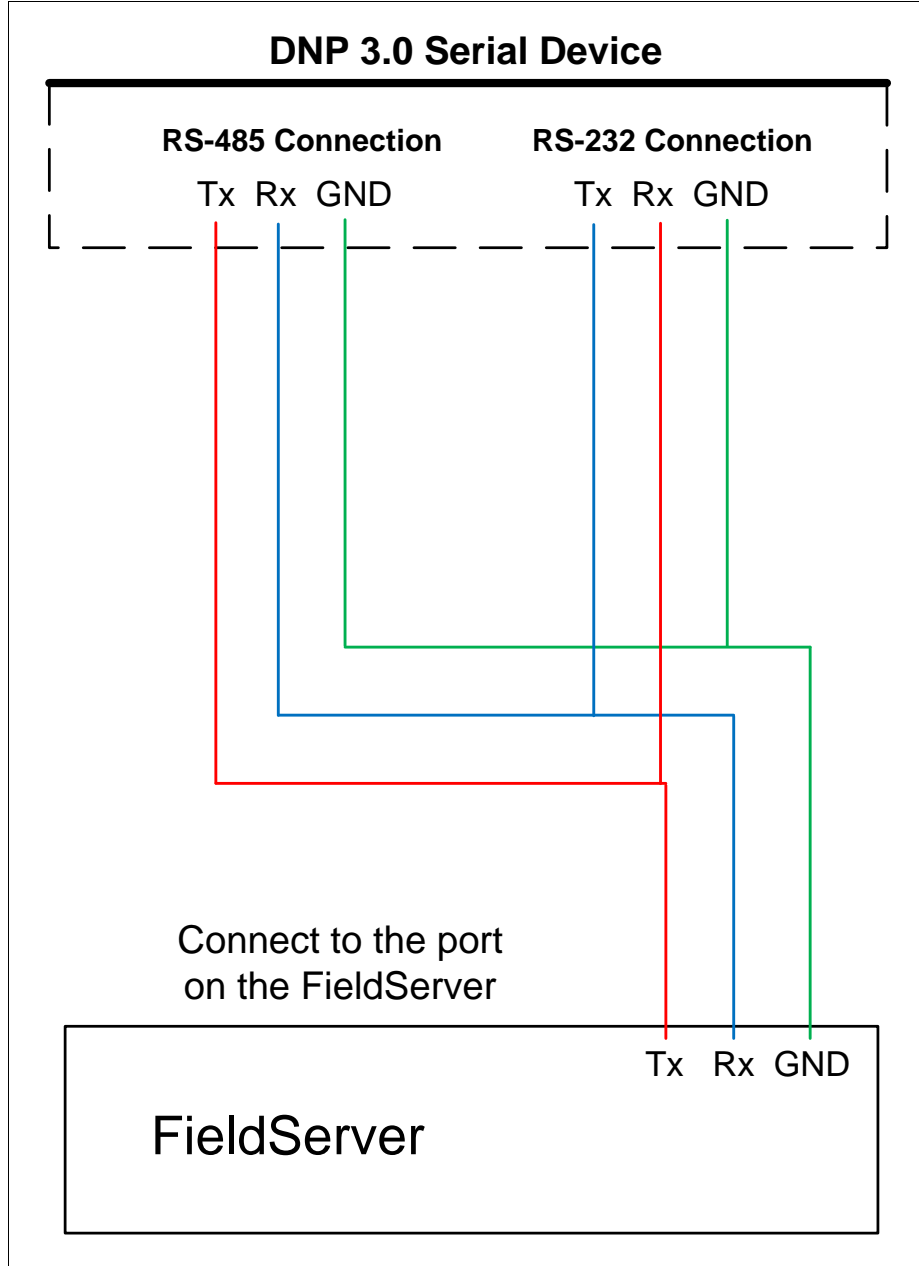 DNP 3.0 Serial Device
RS-485 Connection
RS-232 Connection
Tx Rx GND
Tx Rx GND
Connect to the port
on the FieldServer
Tx Rx GND
FieldServer